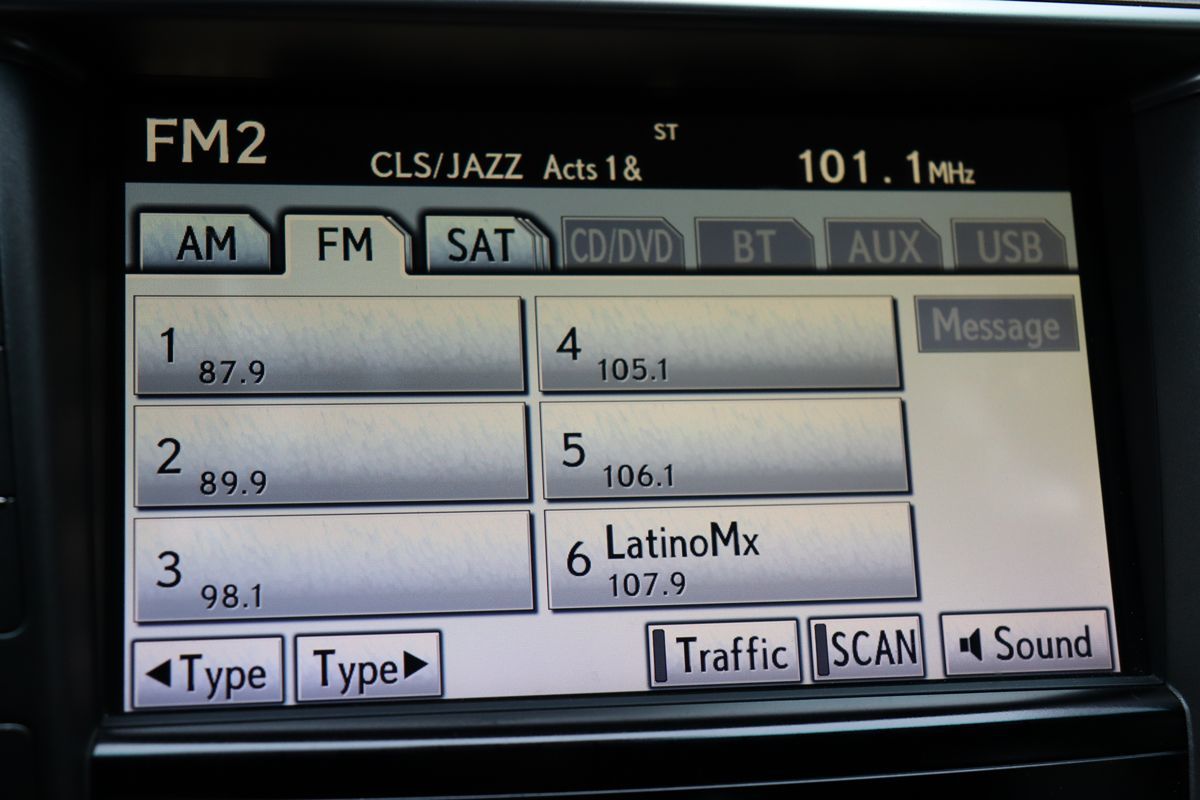 FM2
ST
CLS/JAZZ Acts 1 &
101.1MHz
AM FM SAT CD/DVD BT AUX USB
1 87.9
4 105.1
Message
2 89.9
5 106.1
3 98.1
6 LatinoMx
107.9
◀Type Type▶ Traffic SCAN Sound